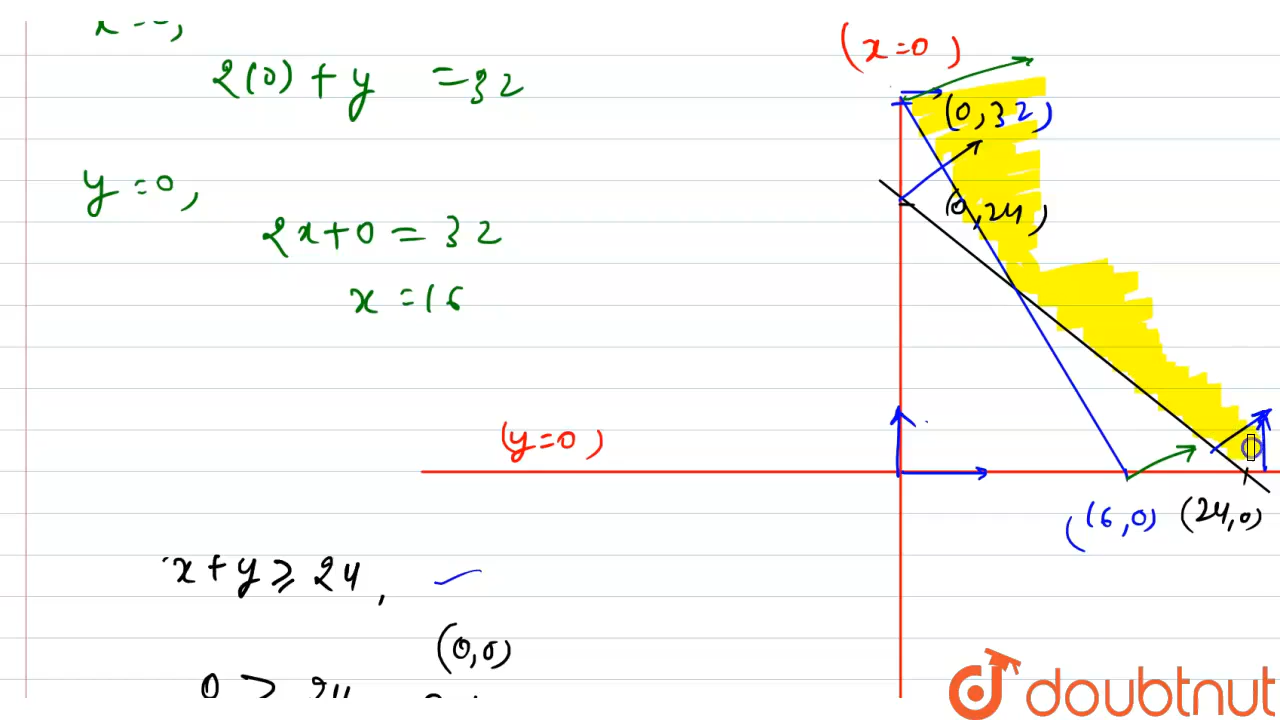 2(0) + y = 32
y = 0,
2x + 0 = 32
x = 16
(y = 0)
x + y ⩾ 24,
(0,0)
(x = 0)
(0, 32)
(0, 24)
(16, 0) (24, 0)
doubtnut